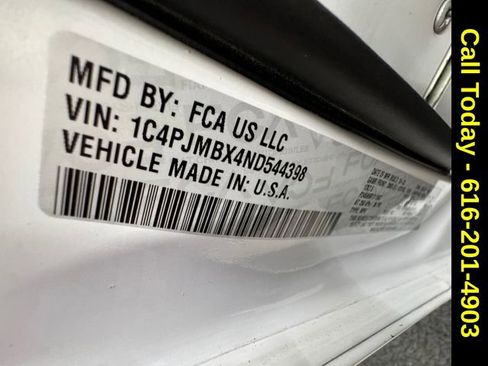 MFD BY: FCA US LLC
VIN: 1C4PJMBX4ND544398
VEHICLE MADE IN: U.S.A.
Call Today - 616-201-4903